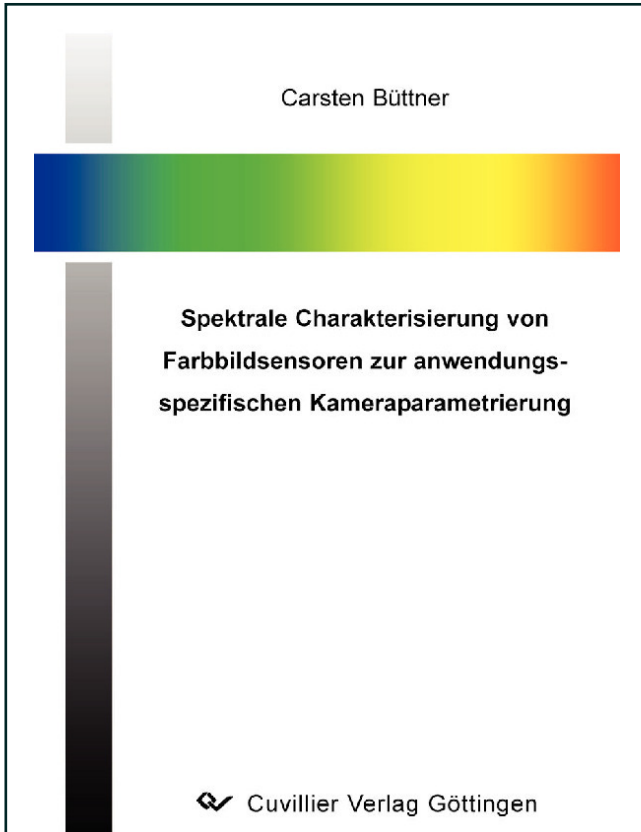 Carsten Büttner
Spektrale Charakterisierung von
Farbbildsensoren zur anwendungs-
spezifischen Kameraparametrierung
Cuvillier Verlag Göttingen